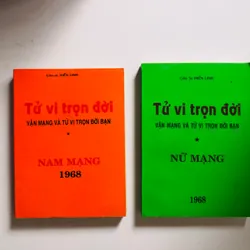 Tử vi trọn đời
VẬN MẠNG VÀ TỬ VI TRỌN ĐỜI BẠN
NAM MẠNG
1968
Tử vi trọn đời
VẬN MẠNG VÀ TỬ VI TRỌN ĐỜI BẠN
NỮ MẠNG
1968